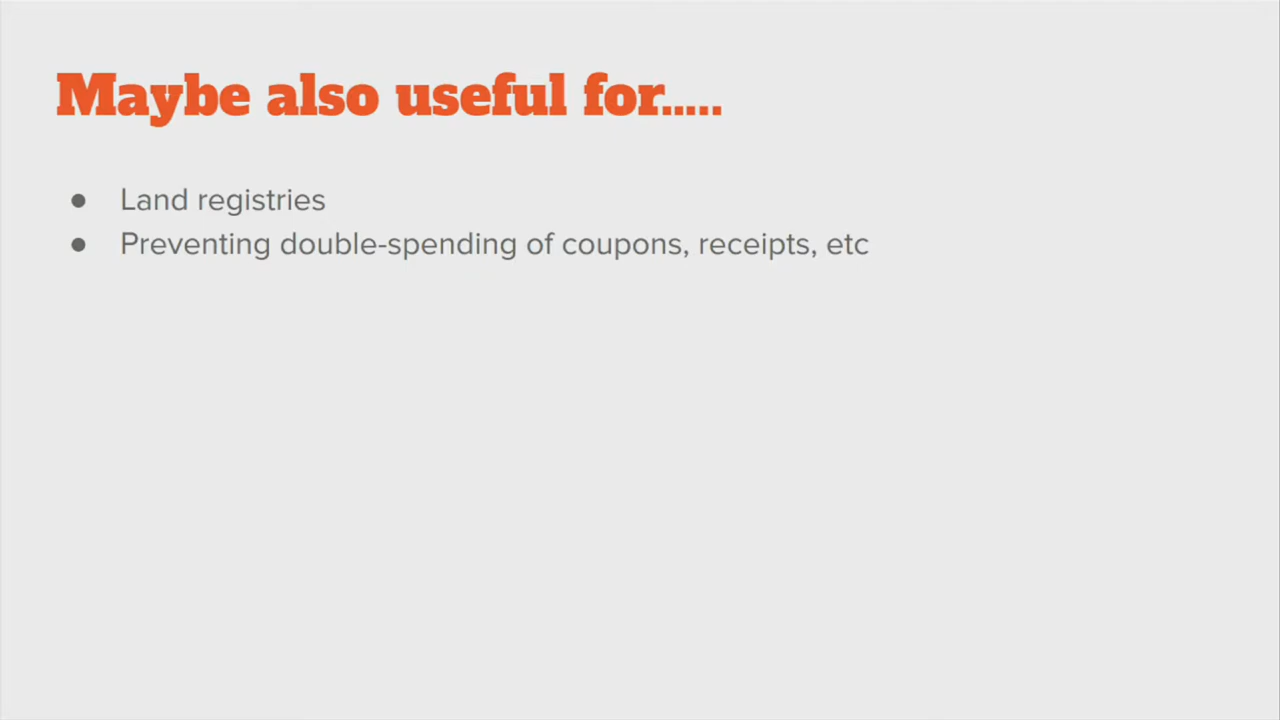 Maybe also useful for.....
● Land registries
● Preventing double-spending of coupons, receipts, etc